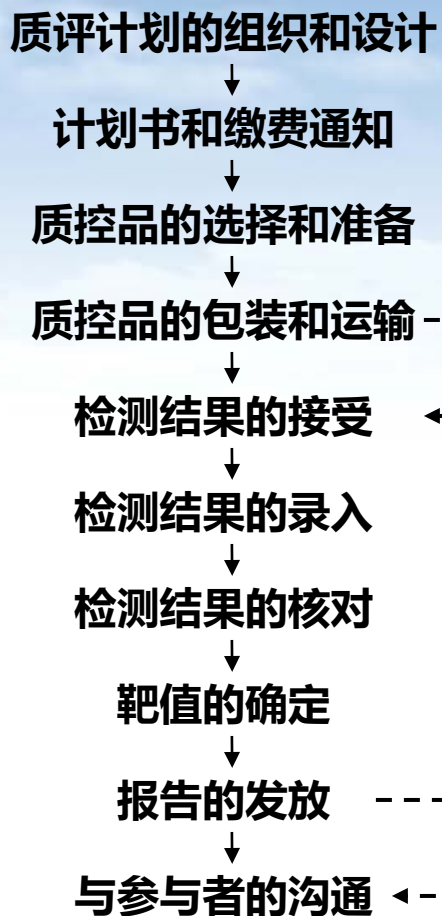 质评计划的组织和设计
计划书和缴费通知
质控品的选择和准备
质控品的包装和运输
检测结果的接受
检测结果的录入
检测结果的核对
靶值的确定
报告的发放
与参与者的沟通